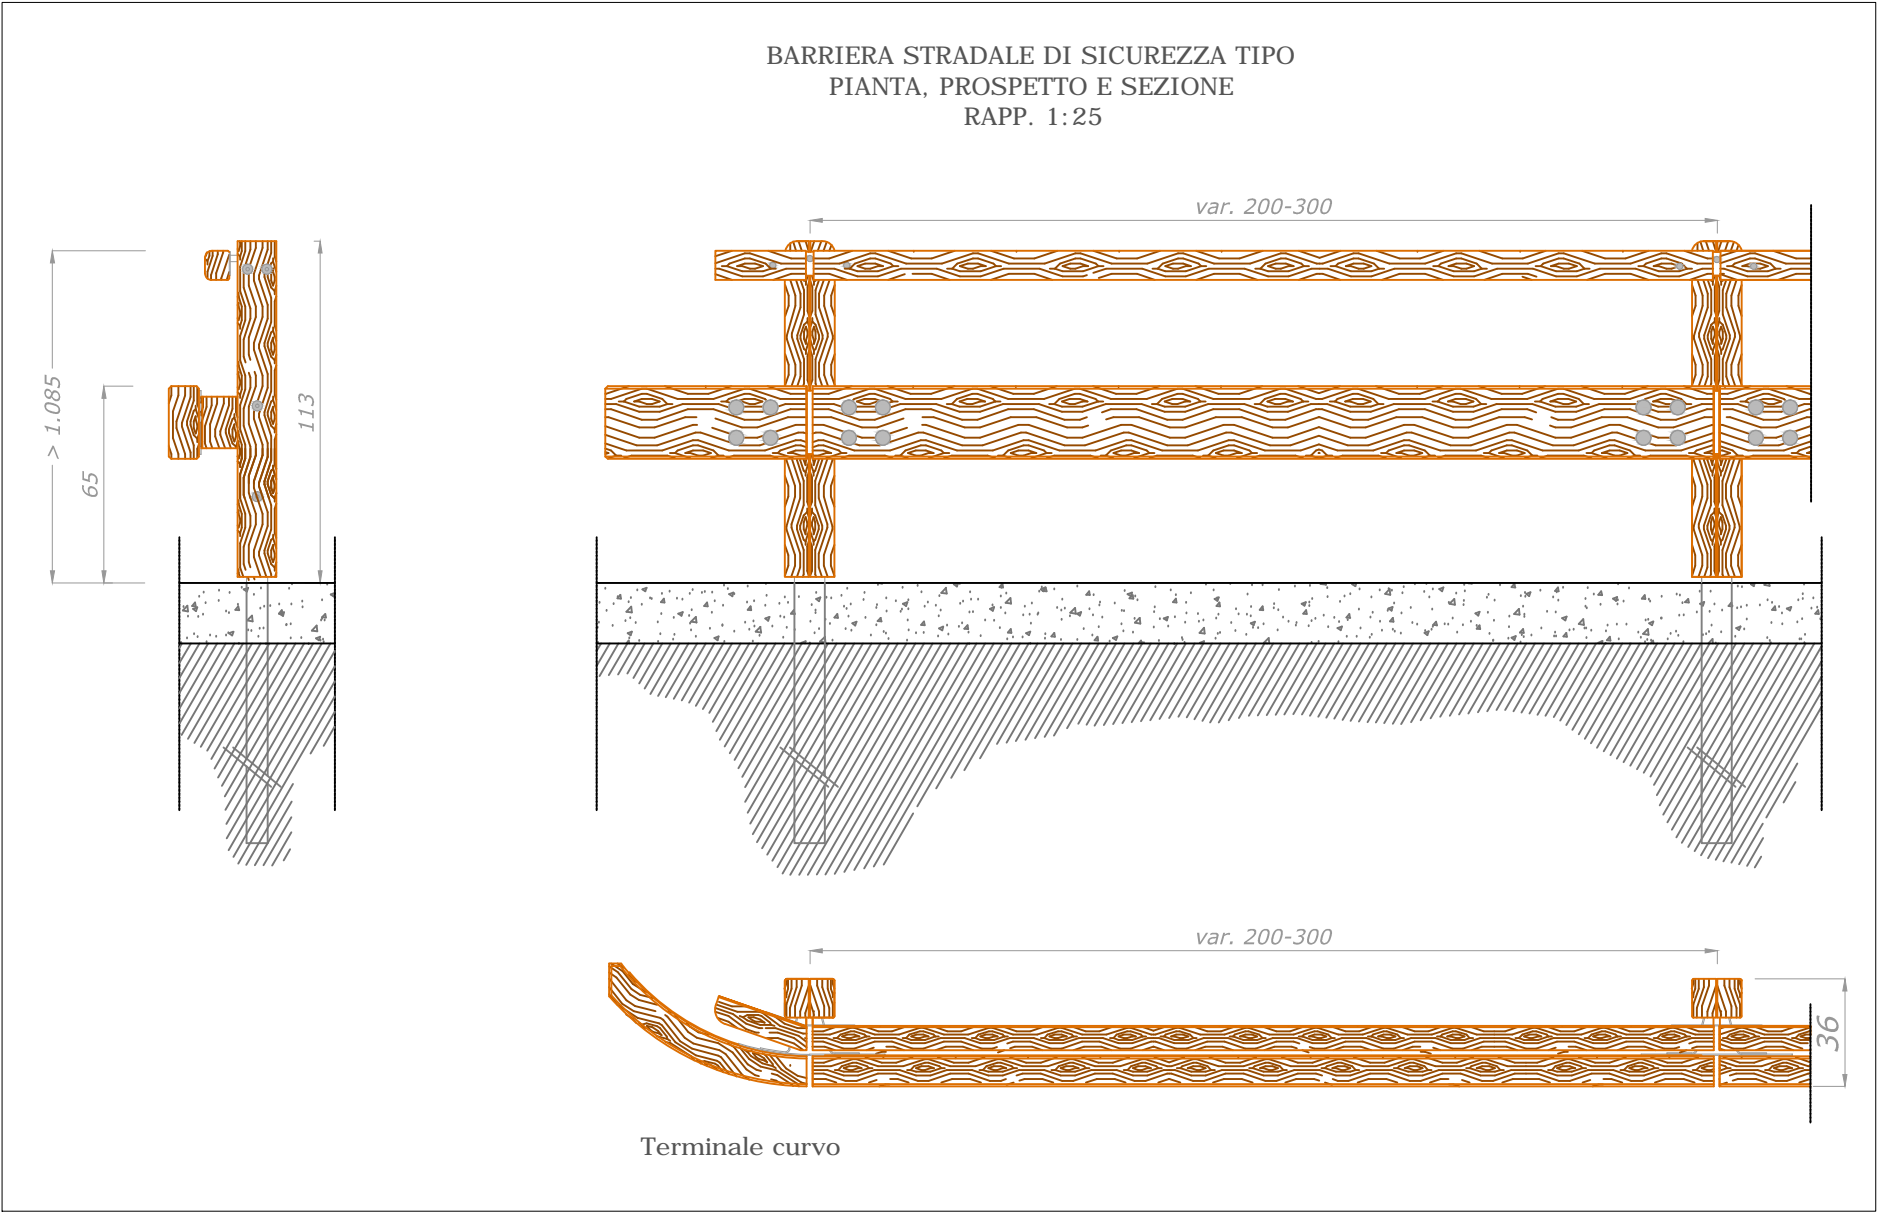 BARRIERA STRADALE DI SICUREZZA TIPO
PIANTA, PROSPETTO E SEZIONE
RAPP. 1:25
var. 200-300
> 1.085
65
113
var. 200-300
36
Terminale curvo